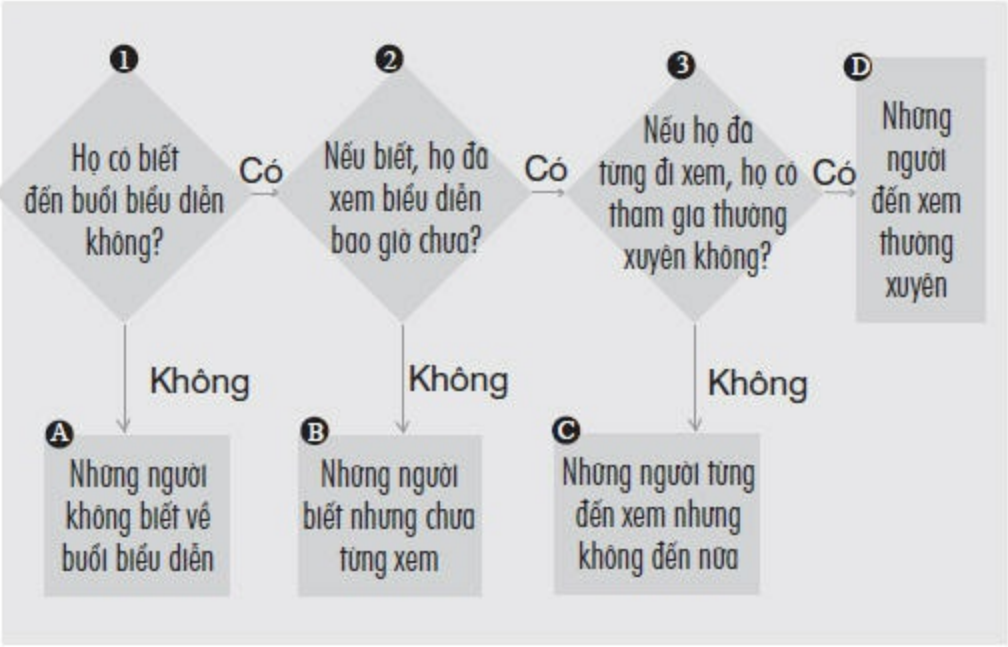 1
Họ có biết
đến buổi biểu diễn
không?
Có
2
Nếu biết, họ đã
xem biểu diễn
bao giờ chưa?
Có
3
Nếu họ đã
từng đi xem, họ có
tham gia thường
xuyên không?
Có
D
Những
người
đến xem
thường
xuyên
Không
A
Những người
không biết về
buổi biểu diễn
Không
B
Những người
biết nhưng chưa
từng xem
Không
C
Những người từng
đến xem nhưng
không đến nữa